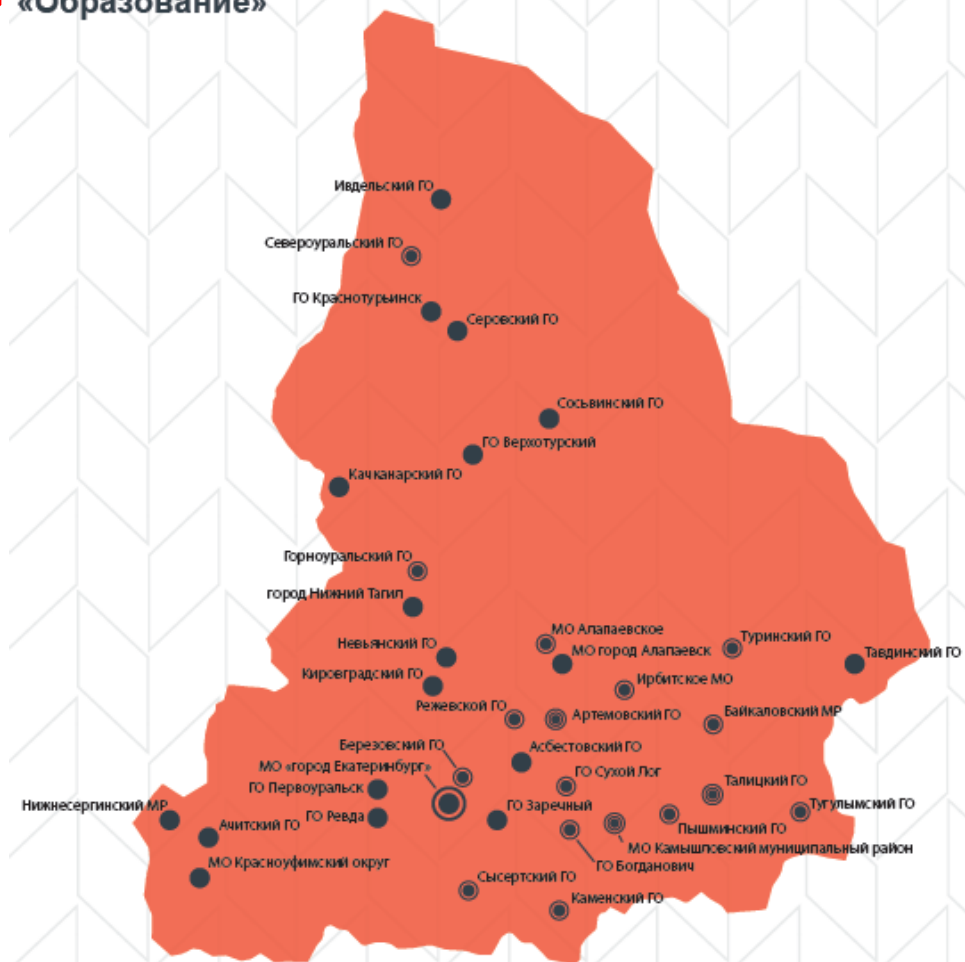 «Образование»
Ивдельский ГО
Североуральский ГО
ГО Краснотурьинск
Серовский ГО
Сосьвинский ГО
ГО Верхотурский
Качканарский ГО
Горноуральский ГО
город Нижний Тагил
МО Алапаевское
Туринский ГО
Невьянский ГО
МО город Алапаевск
Тавдинский ГО
Кировградский ГО
Ирбитское МО
Режевской ГО
Артемовский ГО
Байкаловский МР
Березовский ГО
Асбестовский ГО
МО «город Екатеринбург»
ГО Сухой Лог
ГО Первоуральск
Талицкий ГО
Нижнесергинский МР
ГО Заречный
Тугулымский ГО
ГО Ревда
Ачитский ГО
Пышминский ГО
МО Камышловский муниципальный район
МО Красноуфимский округ
ГО Богданович
Сысертский ГО
Каменский ГО